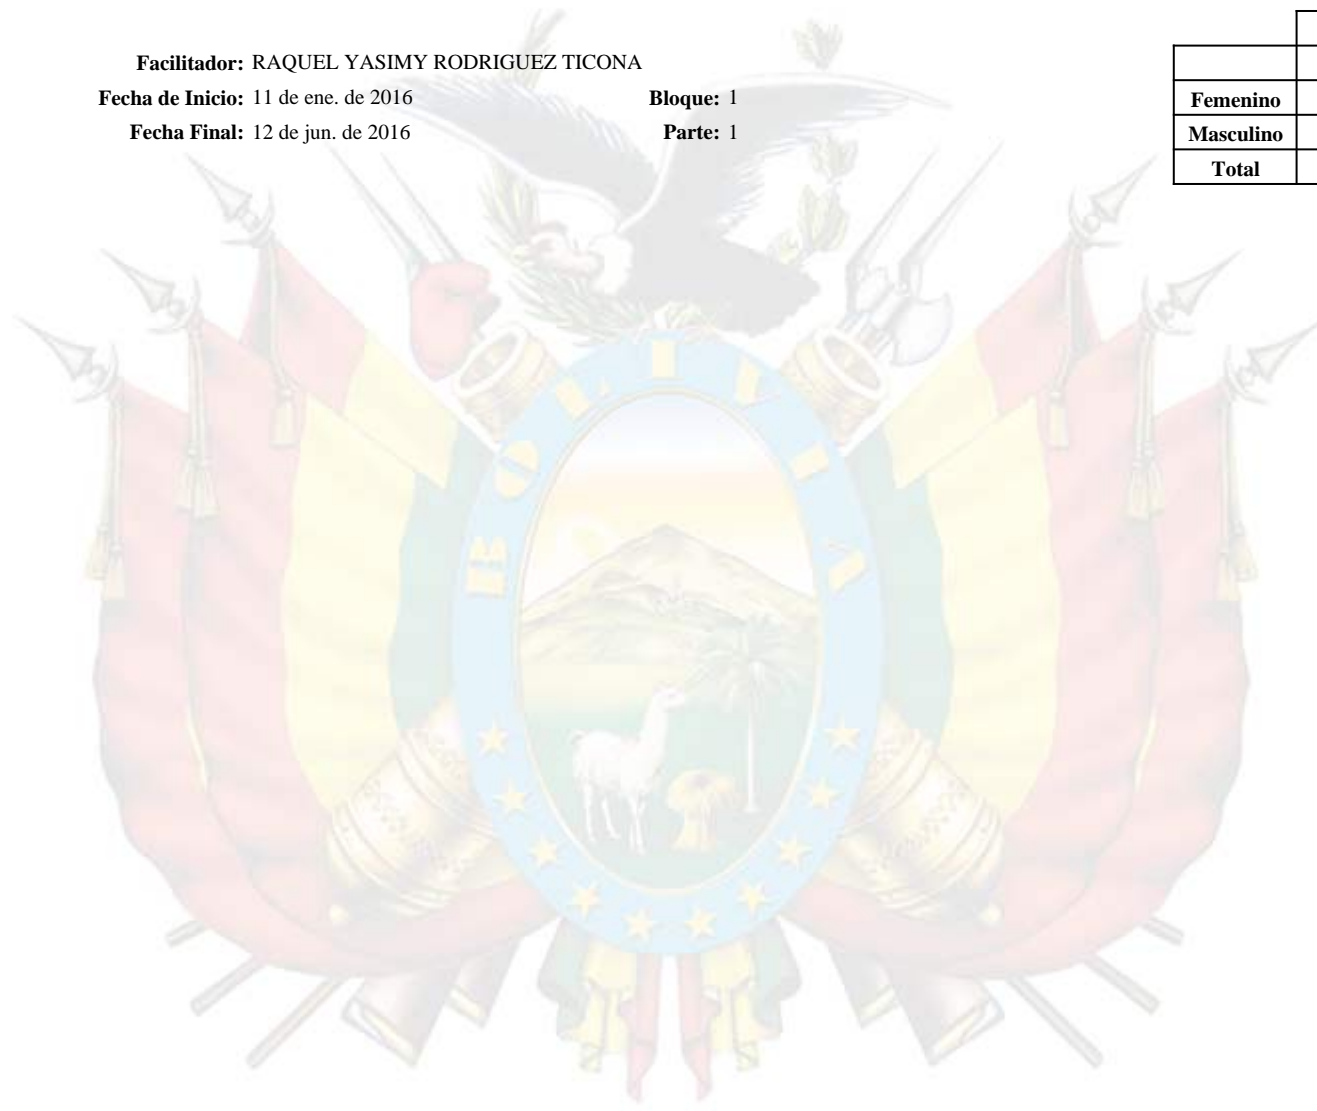 Facilitador: RAQUEL YASIMY RODRIGUEZ TICONA
Fecha de Inicio: 11 de ene. de 2016 Bloque: 1
Fecha Final: 12 de jun. de 2016 Parte: 1
Femenino
Masculino
Total
BOLIVIA